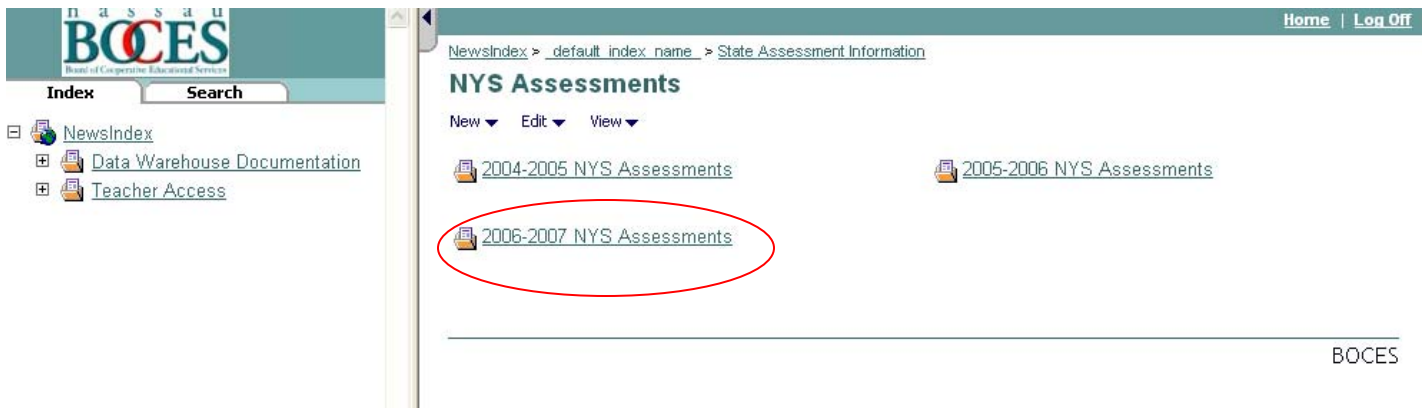 nassau
BOCES
Board of Cooperative Educational Services
Index
Search
NewsIndex
Data Warehouse Documentation
Teacher Access
Home | Log Off
NewsIndex > _default_index_name_ > State Assessment Information
NYS Assessments
New Edit View
2004-2005 NYS Assessments
2005-2006 NYS Assessments
2006-2007 NYS Assessments
BOCES